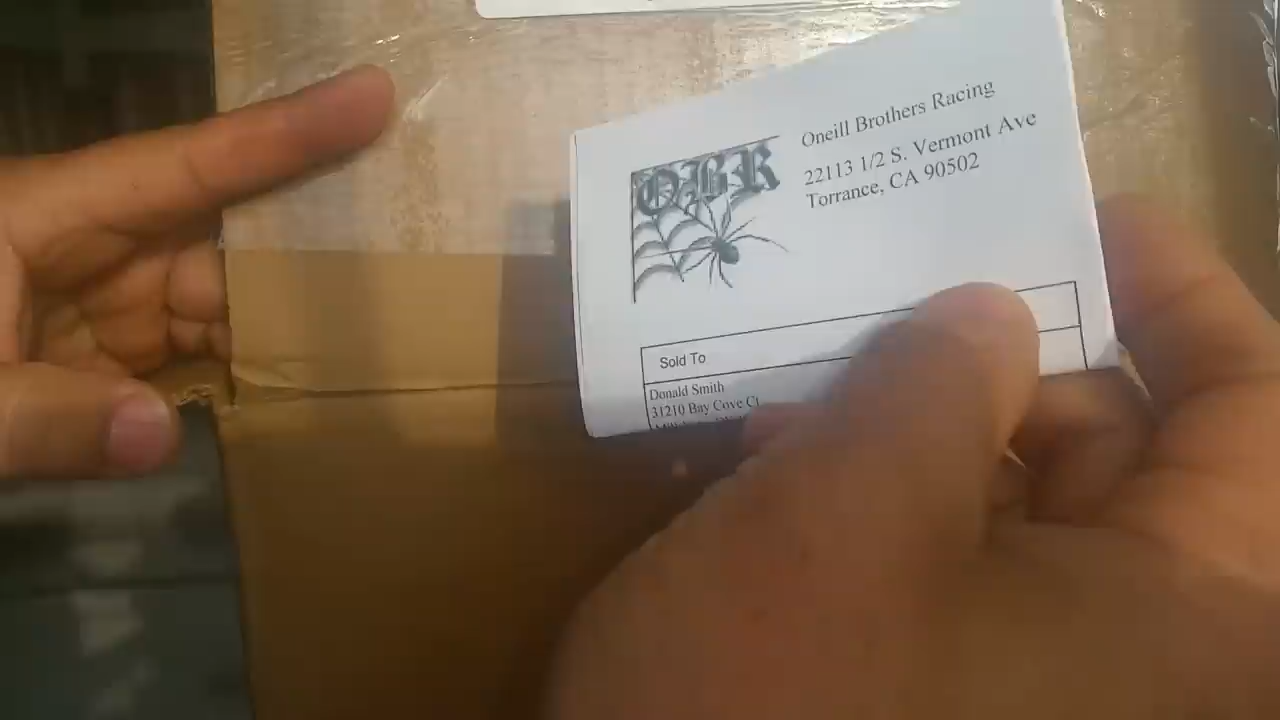 OBR
Oneill Brothers Racing
22113 1/2 S. Vermont Ave
Torrance, CA 90502
Sold To
Donald Smith
31210 Bay Cove Ct